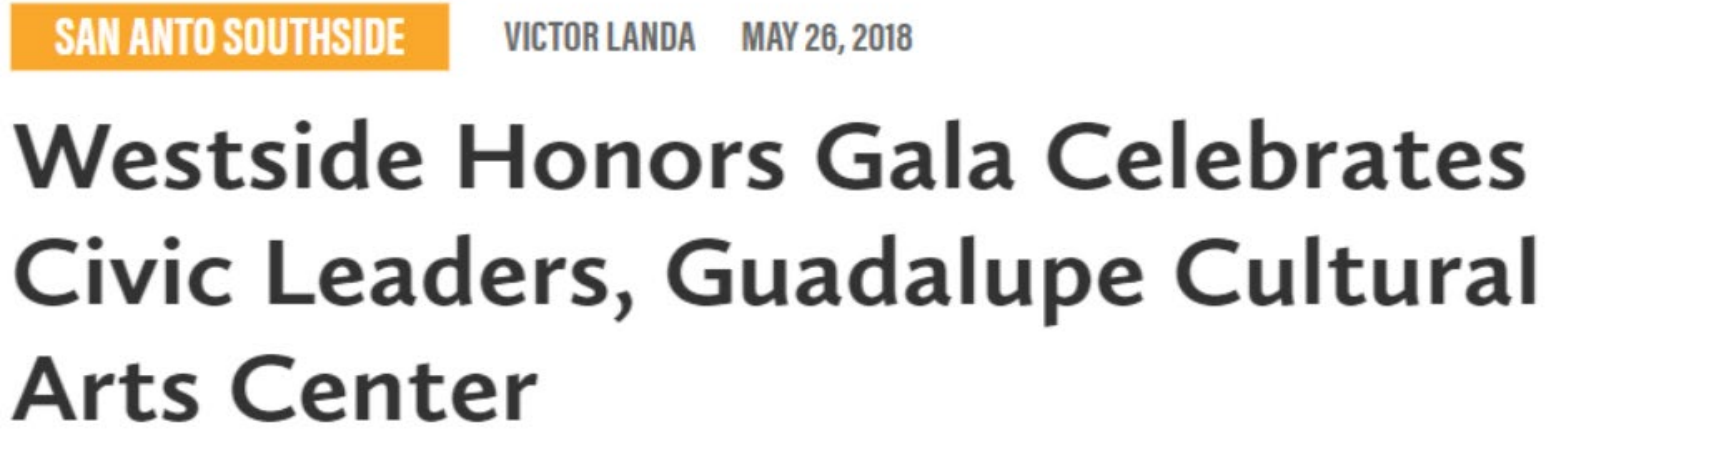 SAN ANTO SOUTHSIDE VICTOR LANDA MAY 26, 2018
Westside Honors Gala Celebrates
Civic Leaders, Guadalupe Cultural
Arts Center